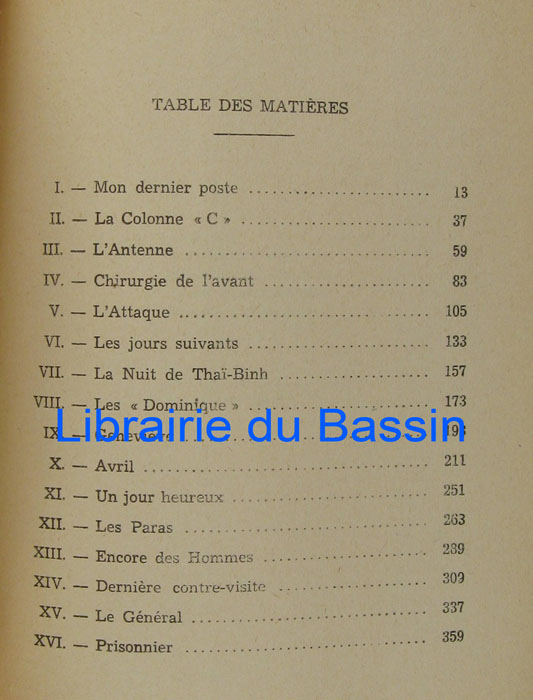 TABLE DES MATIÈRES
I. — Mon dernier poste .......................... 13
II. — La Colonne « C » .......................... 37
III. — L'Antenne .......................... 59
IV. — Chirurgie de l'avant .......................... 83
V. — L'Attaque .......................... 105
VI. — Les jours suivants .......................... 133
VII. — La Nuit de Thaï-Binh .......................... 157
VIII. — Les « Dominique » .......................... 173
IX. — Geneviève .......................... 193
Librairie du Bassin
X. — Avril .......................... 211
XI. — Un jour heureux .......................... 251
XII. — Les Paras .......................... 263
XIII. — Encore des Hommes .......................... 289
XIV. — Dernière contre-visite .......................... 309
XV. — Le Général .......................... 337
XVI. — Prisonnier .......................... 359